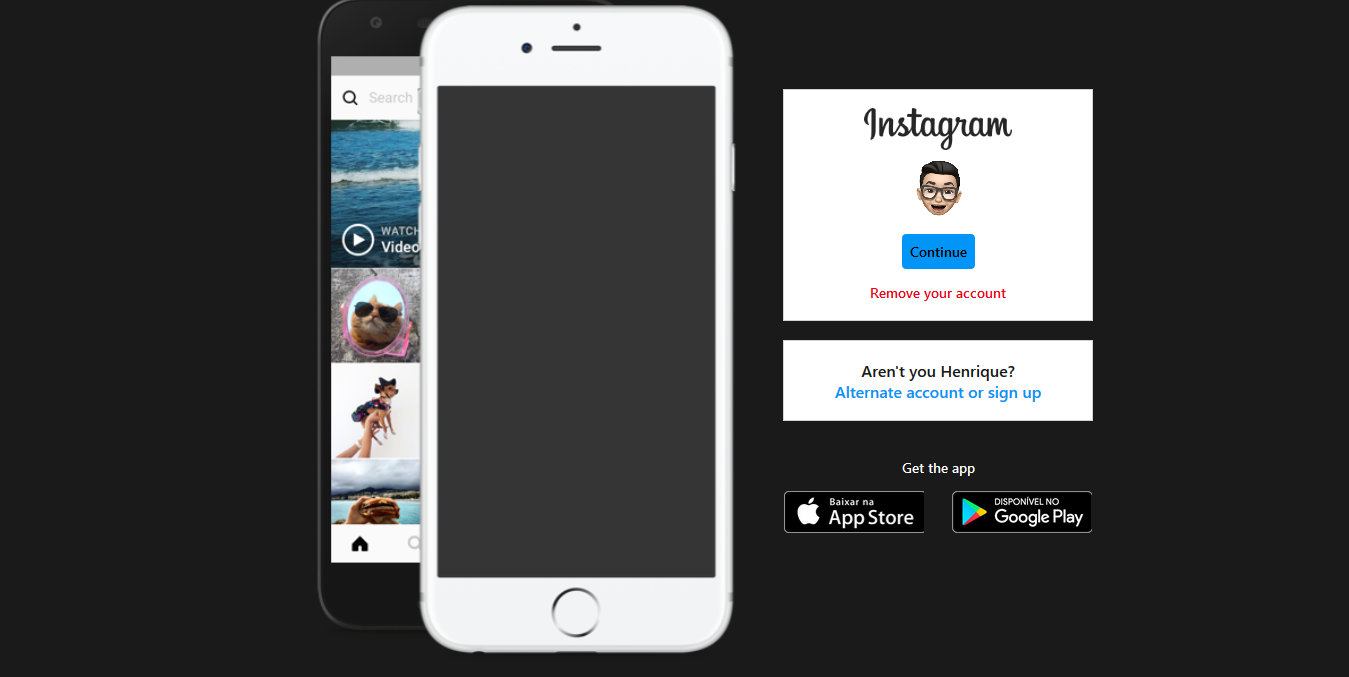 Search
WATCH
Video
Instagram
Continue
Remove your account
Aren't you Henrique?
Alternate account or sign up
Get the app
Baixar na
App Store
DISPONÍVEL NO
Google Play